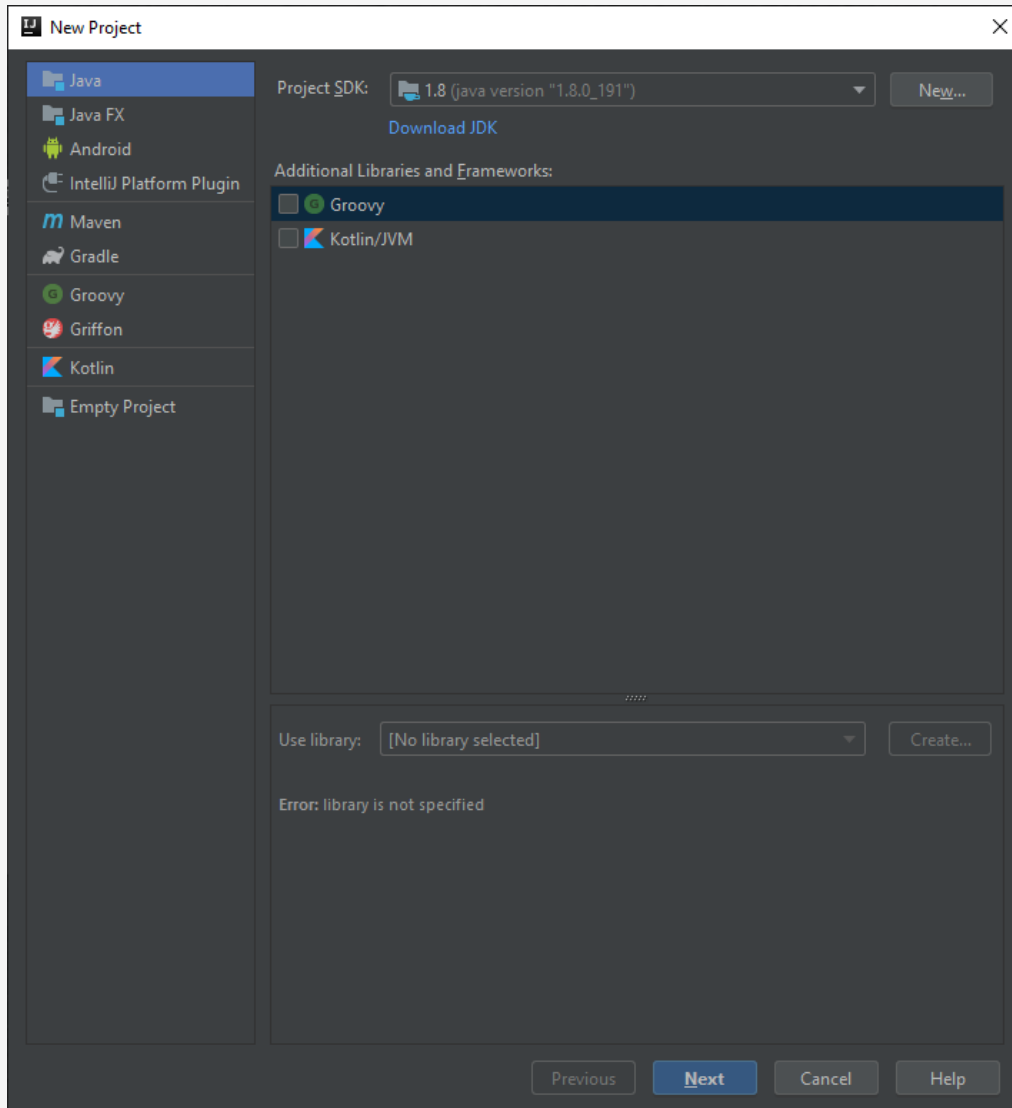 New Project
Java
Java FX
Android
IntelliJ Platform Plugin
Maven
Gradle
Groovy
Griffon
Kotlin
Empty Project
Project SDK: 1.8 (java version "1.8.0_191") New...
Download JDK
Additional Libraries and Frameworks:
Groovy
Kotlin/JVM
Use library: [No library selected] Create...
Error: library is not specified
Previous Next Cancel Help